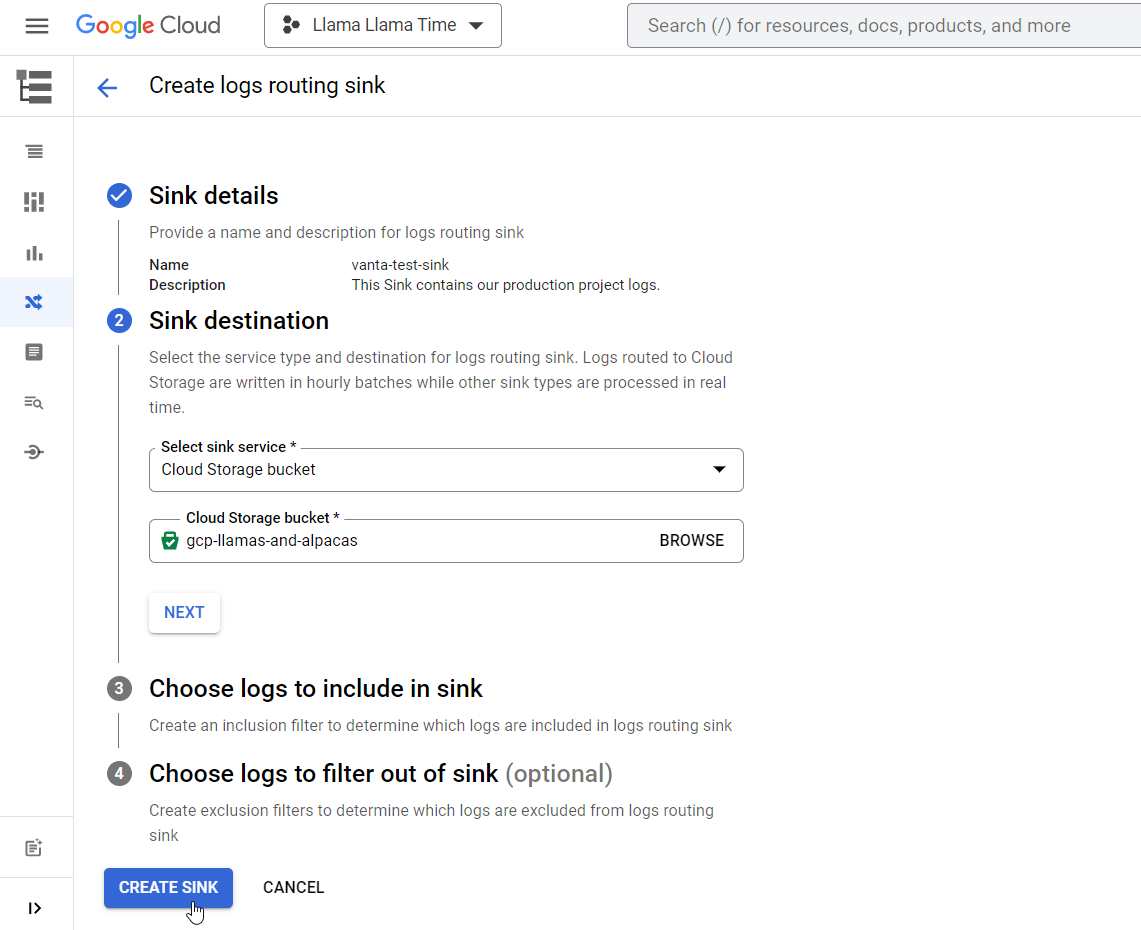 Google Cloud
Llama Llama Time
Search (/) for resources, docs, products, and more
Create logs routing sink
Sink details
Provide a name and description for logs routing sink
Name vanta-test-sink
Description This Sink contains our production project logs.
2 Sink destination
Select the service type and destination for logs routing sink. Logs routed to Cloud
Storage are written in hourly batches while other sink types are processed in real
time.
Select sink service *
Cloud Storage bucket
Cloud Storage bucket *
gcp-llamas-and-alpacas BROWSE
NEXT
3 Choose logs to include in sink
Create an inclusion filter to determine which logs are included in logs routing sink
4 Choose logs to filter out of sink (optional)
Create exclusion filters to determine which logs are excluded from logs routing
sink
CREATE SINK CANCEL